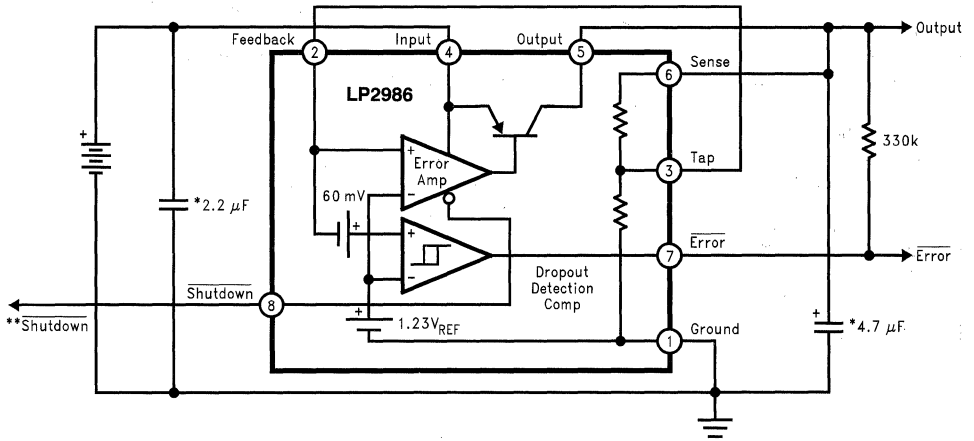 Feedback
2
Input
4
Output
5
Output
6
Sense
LP2986
+
+
Error
Amp
−
3
Tap
330k
*2.2 µF
60 mV
+
+
−
7
Error
Error
Dropout
Detection
Comp
Shutdown
8
**Shutdown
+
1.23VREF
1
Ground
+
*4.7 µF